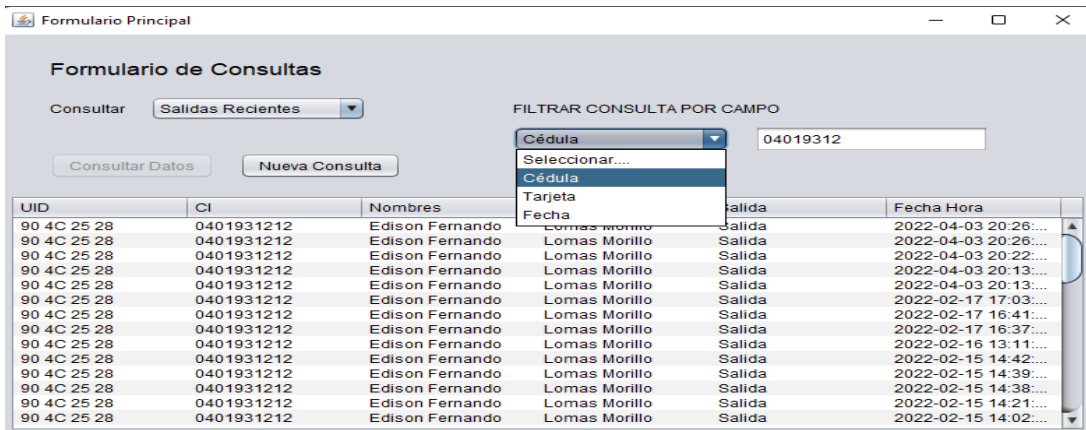 Formulario Principal
Formulario de Consultas
Consultar Salidas Recientes FILTRAR CONSULTA POR CAMPO
Cédula 04019312
Consultar Datos Nueva Consulta
Seleccionar....
Cédula
Tarjeta
Fecha
UID CI Nombres Salida Fecha Hora
90 4C 25 28 0401931212 Edison Fernando Lomas Morillo Salida 2022-04-03 20:26:...
90 4C 25 28 0401931212 Edison Fernando Lomas Morillo Salida 2022-04-03 20:26:...
90 4C 25 28 0401931212 Edison Fernando Lomas Morillo Salida 2022-04-03 20:22:...
90 4C 25 28 0401931212 Edison Fernando Lomas Morillo Salida 2022-04-03 20:13:...
90 4C 25 28 0401931212 Edison Fernando Lomas Morillo Salida 2022-04-03 20:13:...
90 4C 25 28 0401931212 Edison Fernando Lomas Morillo Salida 2022-02-17 17:03:...
90 4C 25 28 0401931212 Edison Fernando Lomas Morillo Salida 2022-02-17 16:41:...
90 4C 25 28 0401931212 Edison Fernando Lomas Morillo Salida 2022-02-17 16:37:...
90 4C 25 28 0401931212 Edison Fernando Lomas Morillo Salida 2022-02-16 13:11:...
90 4C 25 28 0401931212 Edison Fernando Lomas Morillo Salida 2022-02-15 14:42:...
90 4C 25 28 0401931212 Edison Fernando Lomas Morillo Salida 2022-02-15 14:39:...
90 4C 25 28 0401931212 Edison Fernando Lomas Morillo Salida 2022-02-15 14:38:...
90 4C 25 28 0401931212 Edison Fernando Lomas Morillo Salida 2022-02-15 14:21:...
90 4C 25 28 0401931212 Edison Fernando Lomas Morillo Salida 2022-02-15 14:02:...